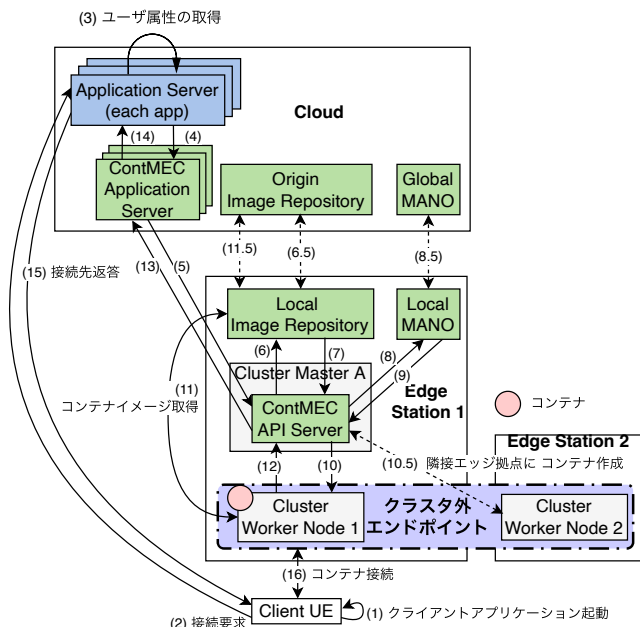 (3) ユーザ属性の取得
Application Server
(each app)
Cloud
(14)
(4)
ContMEC
Application
Server
Origin
Image Repository
Global
MANO
(15) 接続先返答
(13)
(5)
(11.5)
(6.5)
(8.5)
Local
Image Repository
Local
MANO
(6)
(7)
(8)
(9)
Cluster Master A
(11)
コンテナイメージ取得
ContMEC
API Server
Edge
Station 1
コンテナ
Edge Station 2
(12)
(10)
(10.5) 隣接エッジ拠点に コンテナ作成
Cluster
Worker Node 1
クラスタ外
エンドポイント
Cluster
Worker Node 2
(16) コンテナ接続
Client UE
(1) クライアントアプリケーション起動
(2) 接続要求